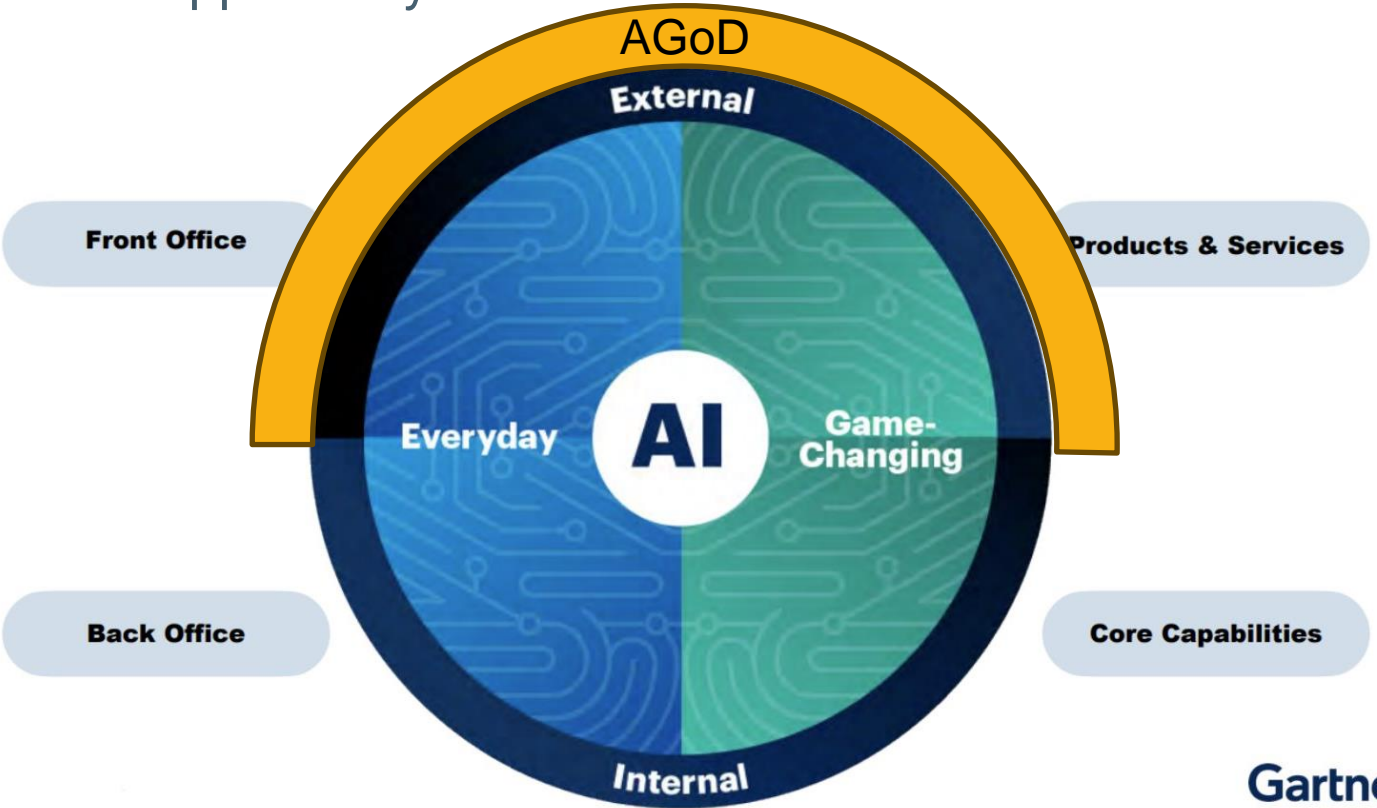 AGoD
External
Front Office
Products & Services
Everyday
AI
Game-
Changing
Back Office
Core Capabilities
Internal